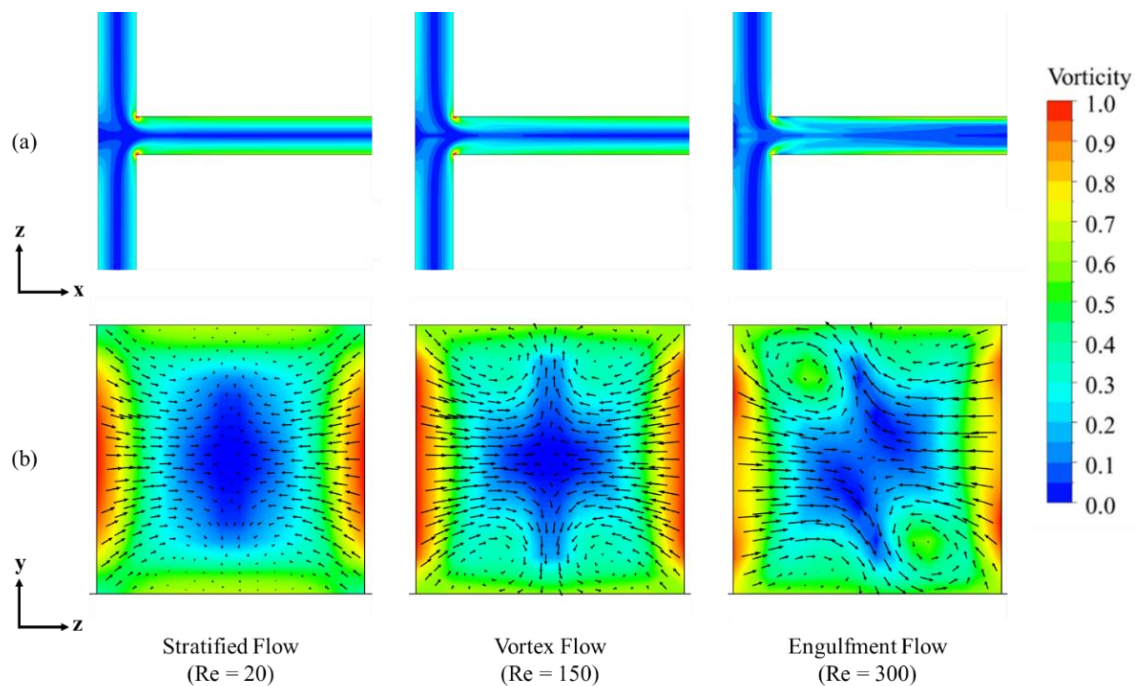 (a)
z
x
Vorticity
1.0
0.9
0.8
0.7
0.6
0.5
0.4
0.3
0.2
0.1
0.0
(b)
y
z
Stratified Flow
(Re = 20)
Vortex Flow
(Re = 150)
Engulfment Flow
(Re = 300)